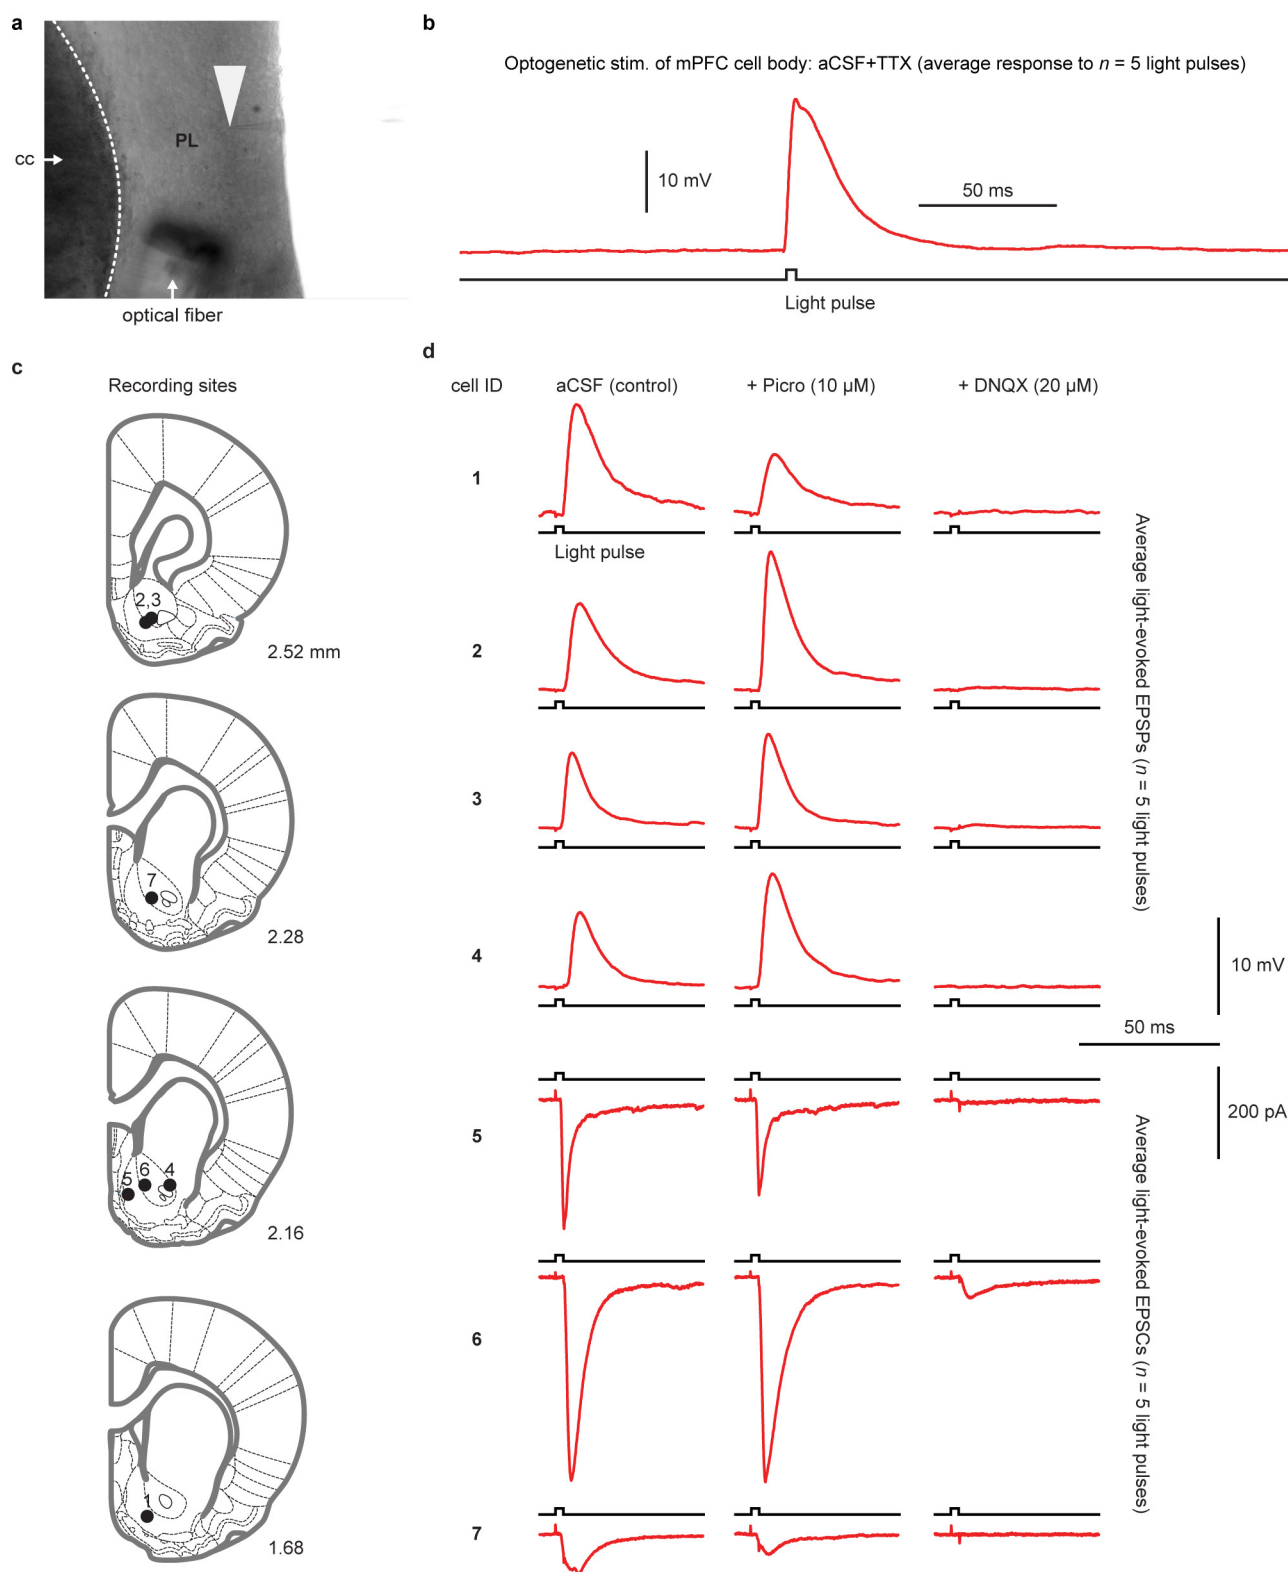 a
PL
cc
optical fiber
b
Optogenetic stim. of mPFC cell body: aCSF+TTX (average response to n = 5 light pulses)
10 mV
50 ms
Light pulse
c
Recording sites
2,3
2.52 mm
7
2.28
5 6 4
2.16
1
1.68
d
cell ID aCSF (control) + Picro (10 µM) + DNQX (20 µM)
1
Light pulse
2
3
4
Average light-evoked EPSPs (n = 5 light pulses)
10 mV
50 ms
200 pA
5
6
7
Average light-evoked EPSCs (n = 5 light pulses)